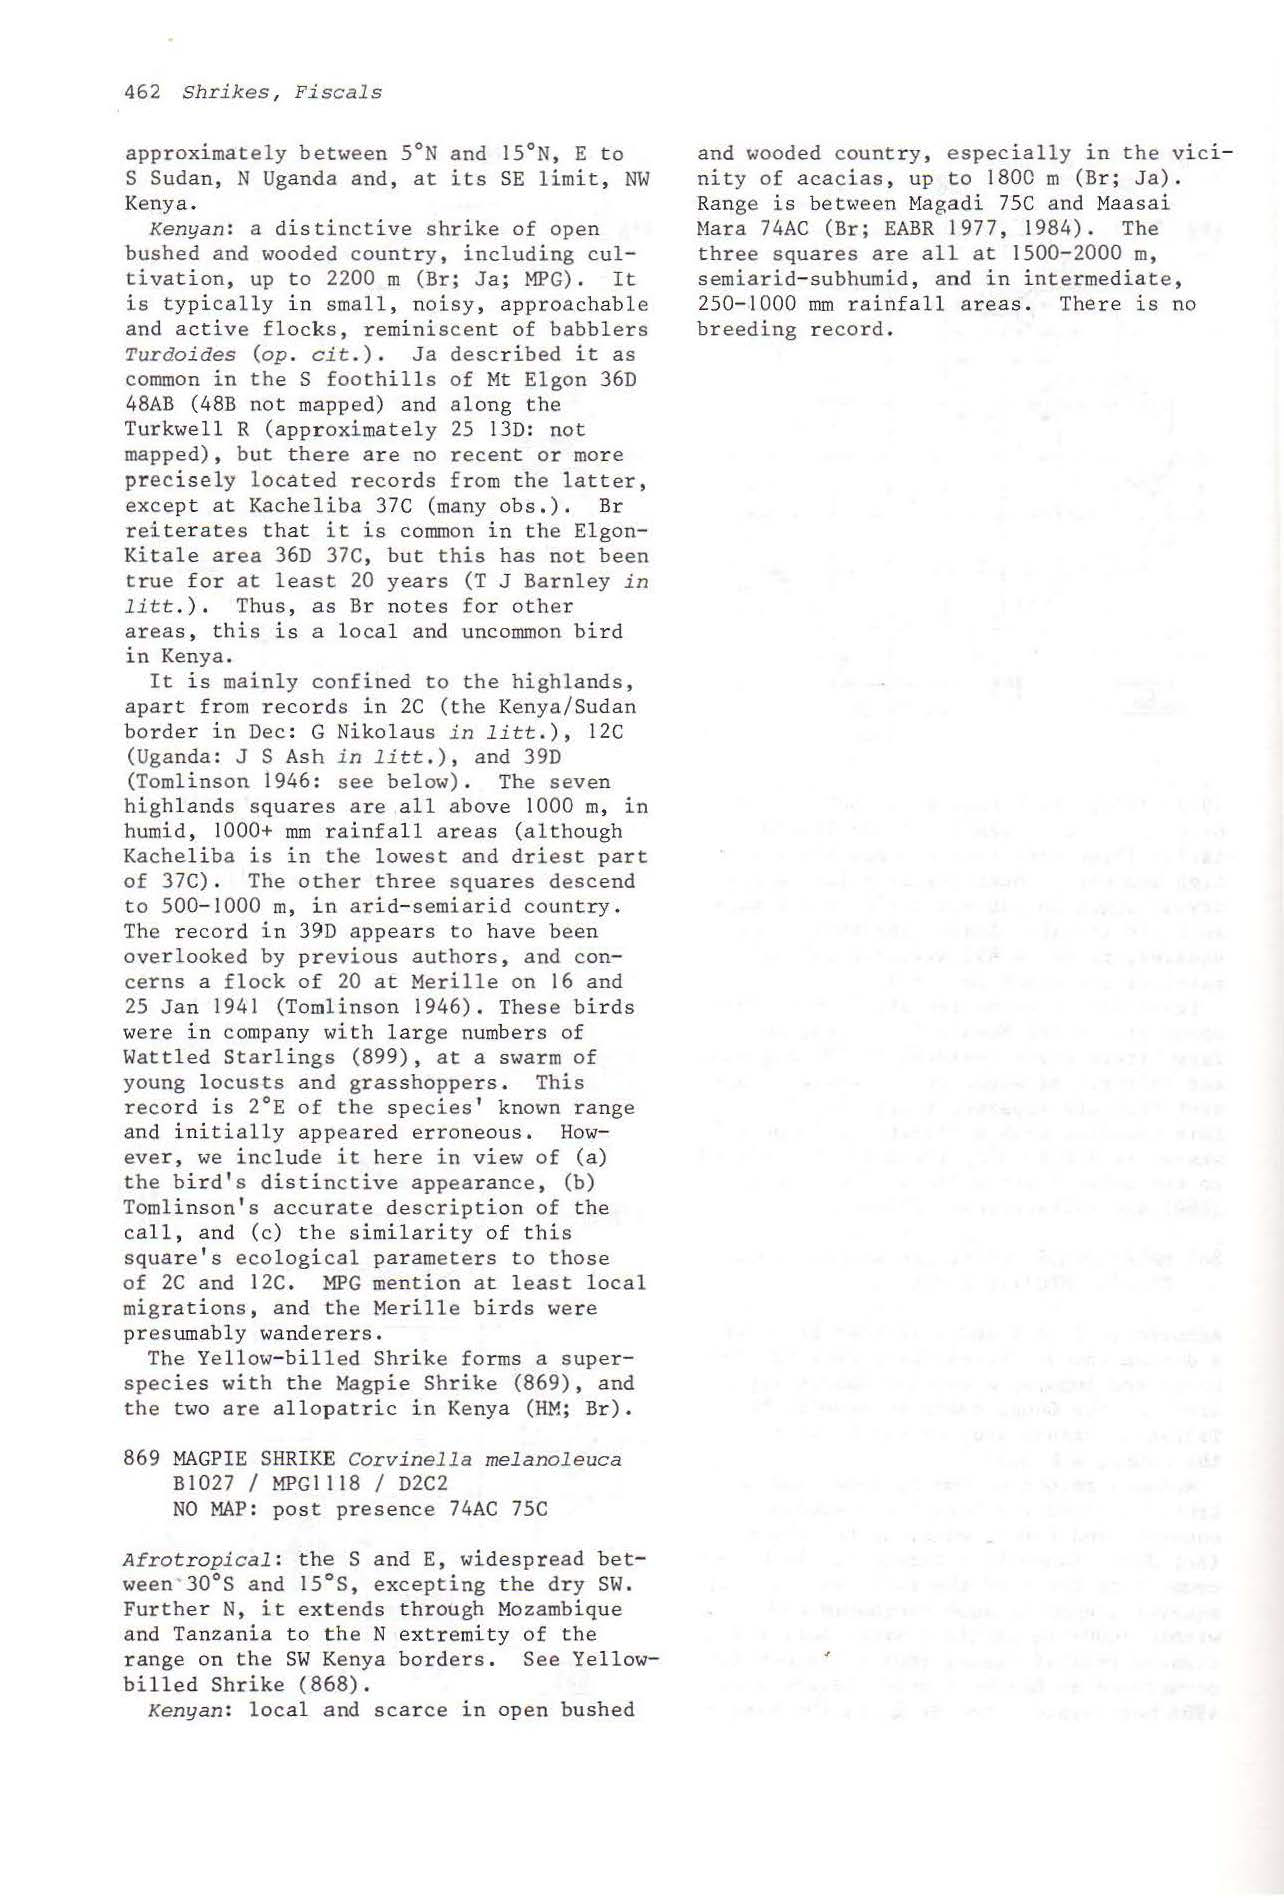 462 Shrikes, Fiscals
approximately between 5°N and 15°N, E to
S Sudan, N Uganda and, at its SE limit, NW
Kenya.
Kenyan: a distinctive shrike of open
bushed and wooded country, including cul-
tivation, up to 2200 m (Br; Ja; MPG). It
is typically in small, noisy, approachable
and active flocks, reminiscent of babblers
Turdoides (op. cit.). Ja described it as
common in the S foothills of Mt Elgon 36D
48AB (48B not mapped) and along the
Turkwell R (approximately 25 13D: not
mapped), but there are no recent or more
precisely located records from the latter,
except at Kacheliba 37C (many obs.). Br
reiterates that it is common in the Elgon-
Kitale area 36D 37C, but this has not been
true for at least 20 years (T J Barnley in
litt.). Thus, as Br notes for other
areas, this is a local and uncommon bird
in Kenya.
It is mainly confined to the highlands,
apart from records in 2C (the Kenya/Sudan
border in Dec: G Nikolaus in litt.), 12C
(Uganda: J S Ash in litt.), and 39D
(Tomlinson 1946: see below). The seven
highlands squares are all above 1000 m, in
humid, 1000+ mm rainfall areas (although
Kacheliba is in the lowest and driest part
of 37C). The other three squares descend
to 500-1000 m, in arid-semiarid country.
The record in 39D appears to have been
overlooked by previous authors, and con-
cerns a flock of 20 at Merille on 16 and
25 Jan 1941 (Tomlinson 1946). These birds
were in company with large numbers of
Wattled Starlings (899), at a swarm of
young locusts and grasshoppers. This
record is 2°E of the species' known range
and initially appeared erroneous. How-
ever, we include it here in view of (a)
the bird's distinctive appearance, (b)
Tomlinson's accurate description of the
call, and (c) the similarity of this
square's ecological parameters to those
of 2C and 12C. MPG mention at least local
migrations, and the Merille birds were
presumably wanderers.
The Yellow-billed Shrike forms a super-
species with the Magpie Shrike (869), and
the two are allopatric in Kenya (HM; Br).
869 MAGPIE SHRIKE Corvinella melanoleuca
B1027 / MPG1118 / D2C2
NO MAP: post presence 74AC 75C
Afrotropical: the S and E, widespread bet-
ween 30°S and 15°S, excepting the dry SW.
Further N, it extends through Mozambique
and Tanzania to the N extremity of the
range on the SW Kenya borders. See Yellow-
billed Shrike (868).
Kenyan: local and scarce in open bushed
and wooded country, especially in the vici-
nity of acacias, up to 1800 m (Br; Ja).
Range is between Magadi 75C and Maasai
Mara 74AC (Br; EABR 1977, 1984). The
three squares are all at 1500-2000 m,
semiarid-subhumid, and in intermediate,
250-1000 mm rainfall areas. There is no
breeding record.